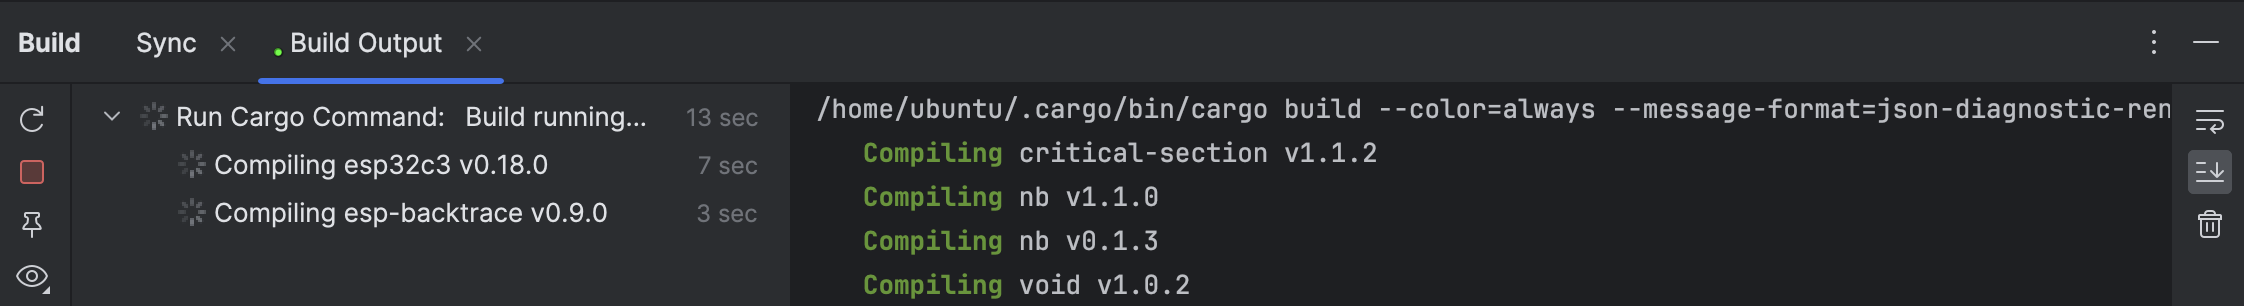 Build Sync Build Output
Run Cargo Command: Build running... 13 sec
Compiling esp32c3 v0.18.0 7 sec
Compiling esp-backtrace v0.9.0 3 sec
/home/ubuntu/.cargo/bin/cargo build --color=always --message-format=json-diagnostic-ren
Compiling critical-section v1.1.2
Compiling nb v1.1.0
Compiling nb v0.1.3
Compiling void v1.0.2